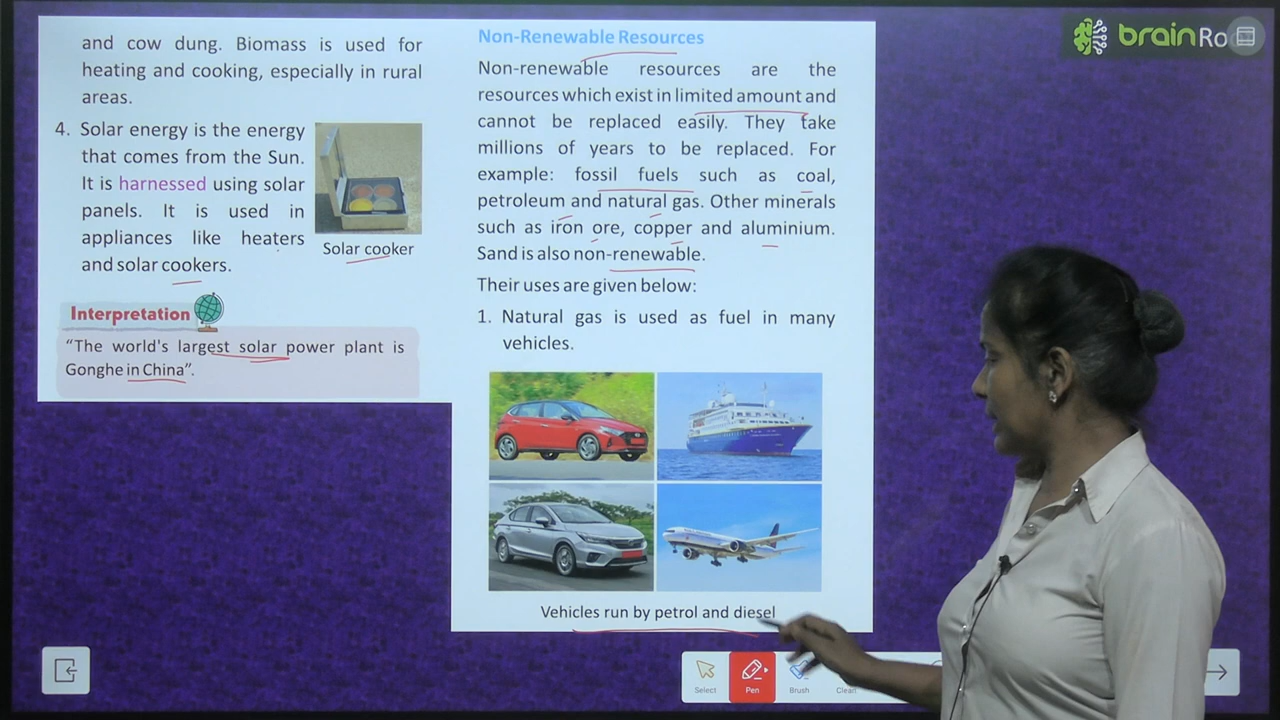 and cow dung. Biomass is used for
heating and cooking, especially in rural
areas.
4. Solar energy is the energy
that comes from the Sun.
It is harnessed using solar
panels. It is used in
appliances like heaters
and solar cookers.
Solar cooker
Interpretation
“The world's largest solar power plant is
Gonghe in China”.
Non-Renewable Resources
Non-renewable resources are the
resources which exist in limited amount and
cannot be replaced easily. They take
millions of years to be replaced. For
example: fossil fuels such as coal,
petroleum and natural gas. Other minerals
such as iron ore, copper and aluminium.
Sand is also non-renewable.
Their uses are given below:
1. Natural gas is used as fuel in many
vehicles.
Vehicles run by petrol and diesel
brain Ro
Select
Pen
Brush
Clear